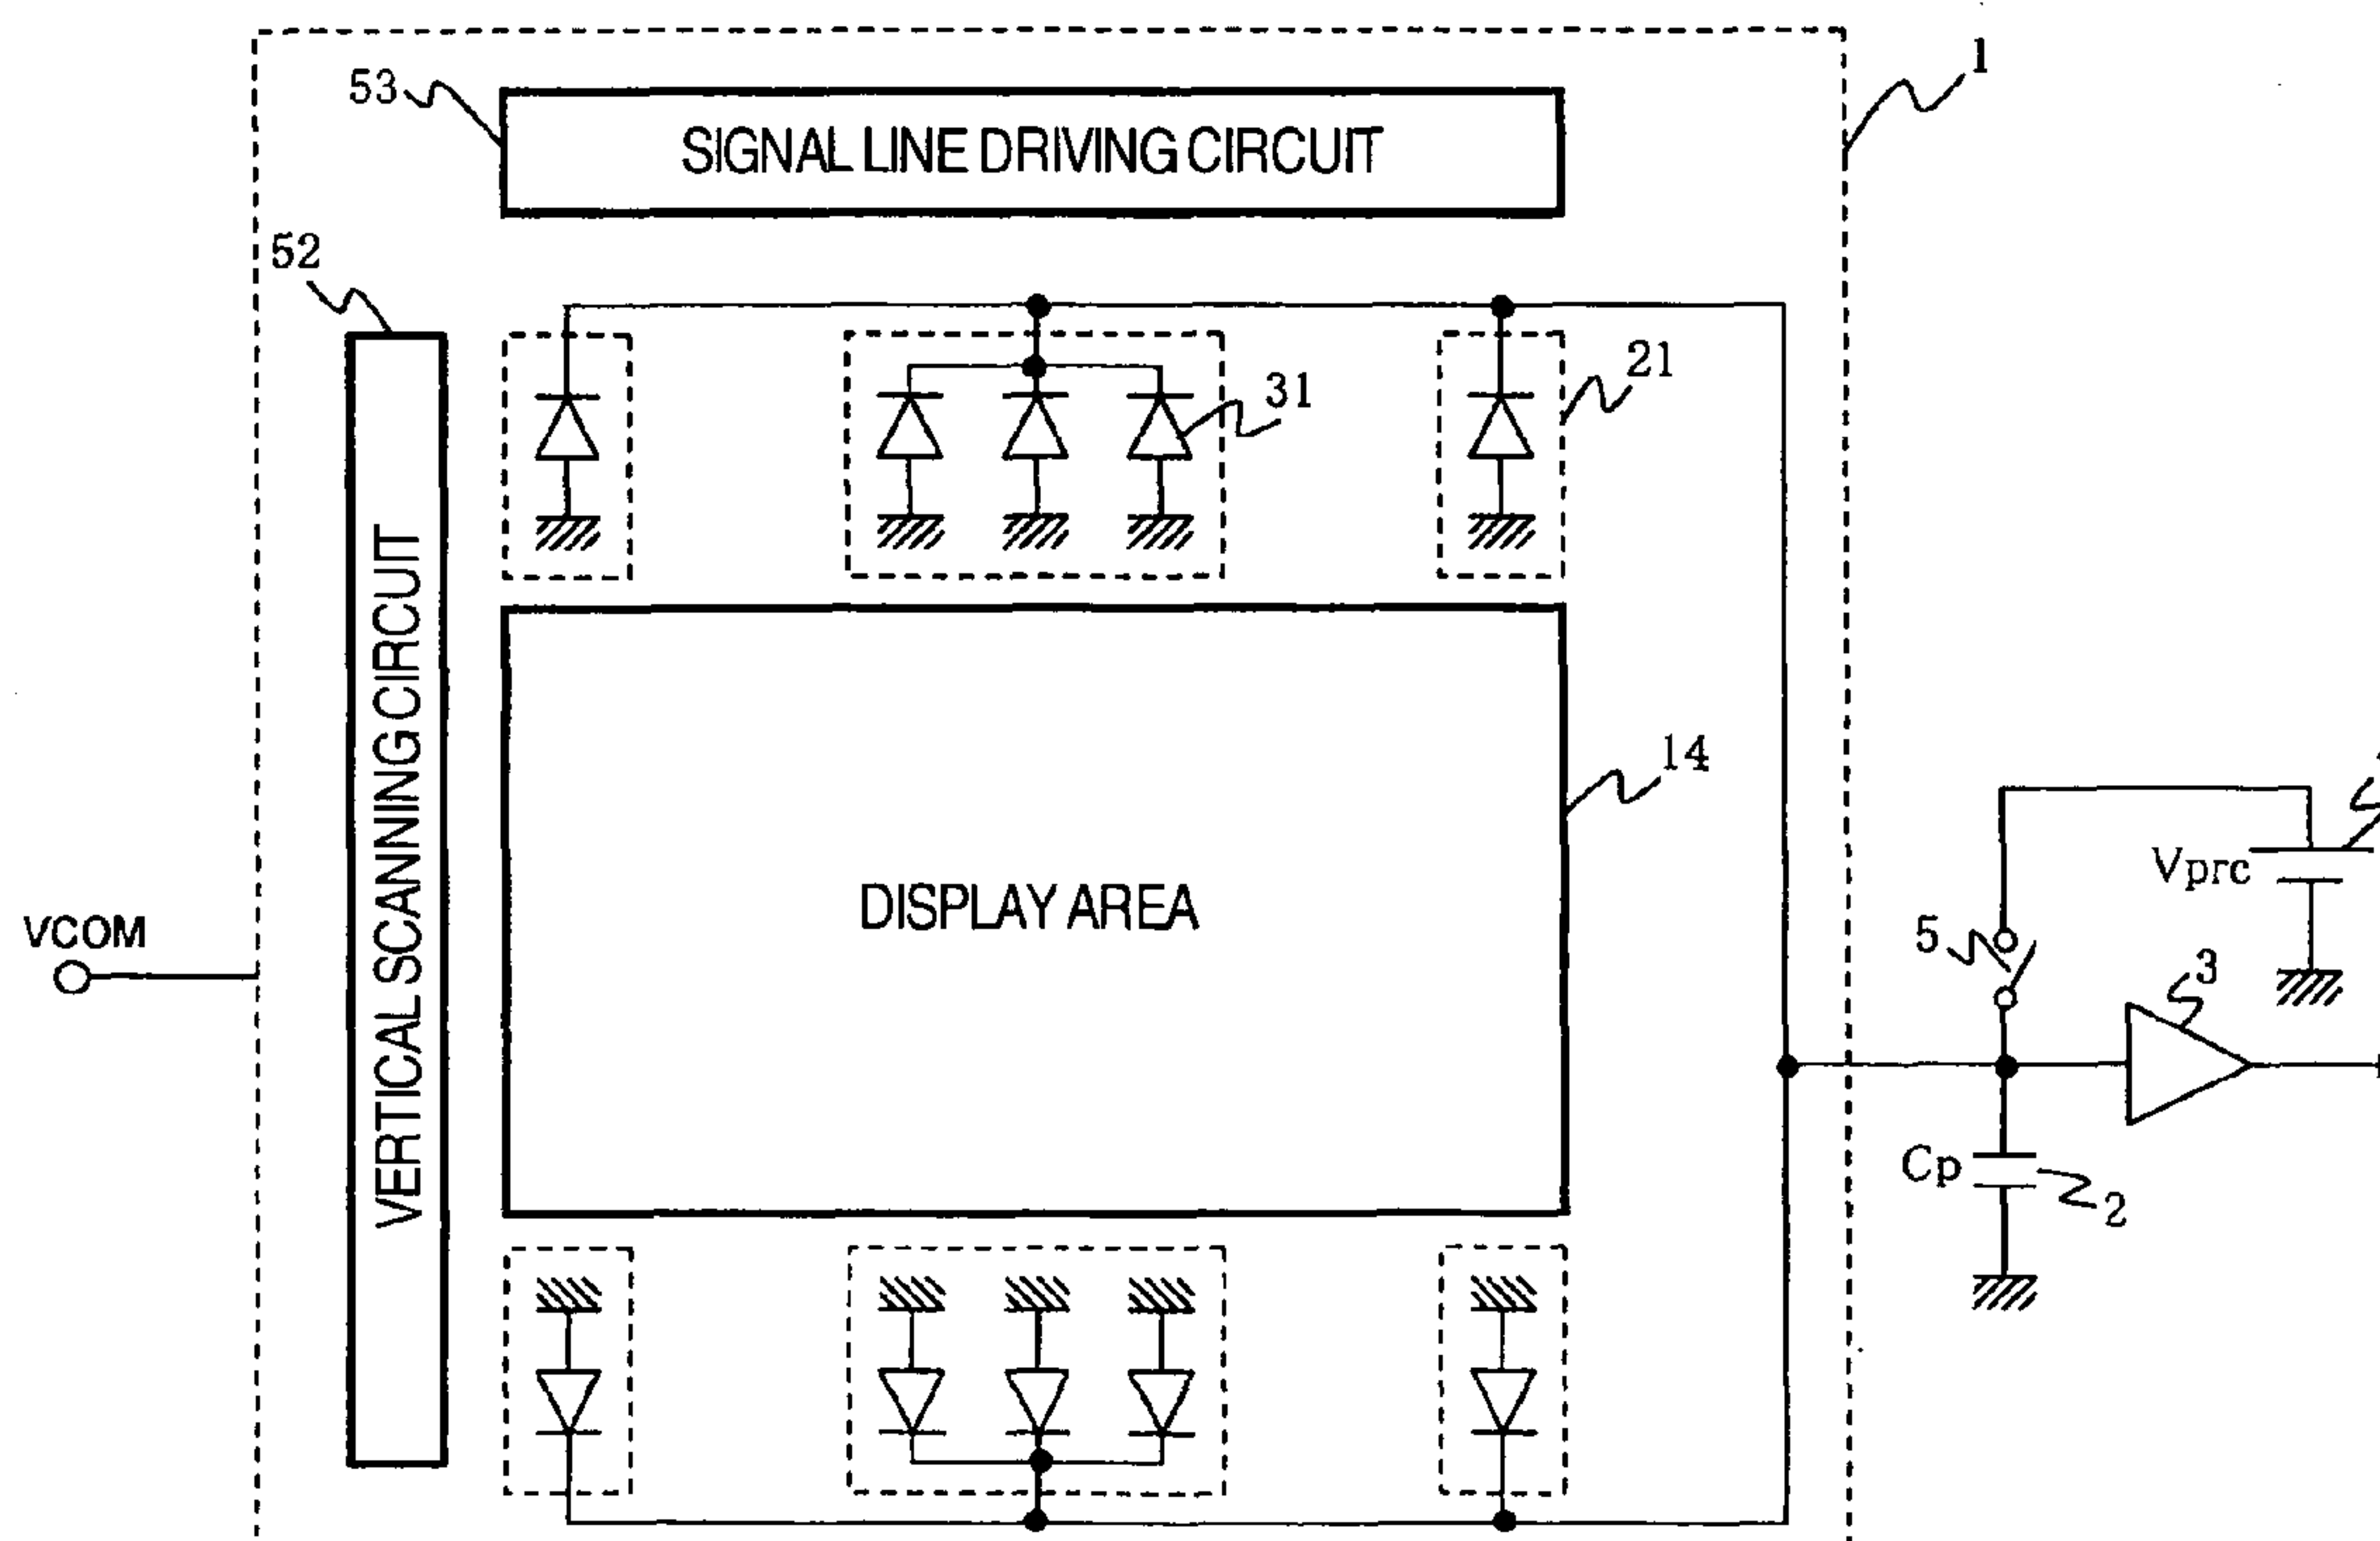 1
53
SIGNAL LINE DRIVING CIRCUIT
52
21
31
VERTICAL SCANNING CIRCUIT
14
DISPLAY AREA
Vprc
VCOM
5
3
Cp
2